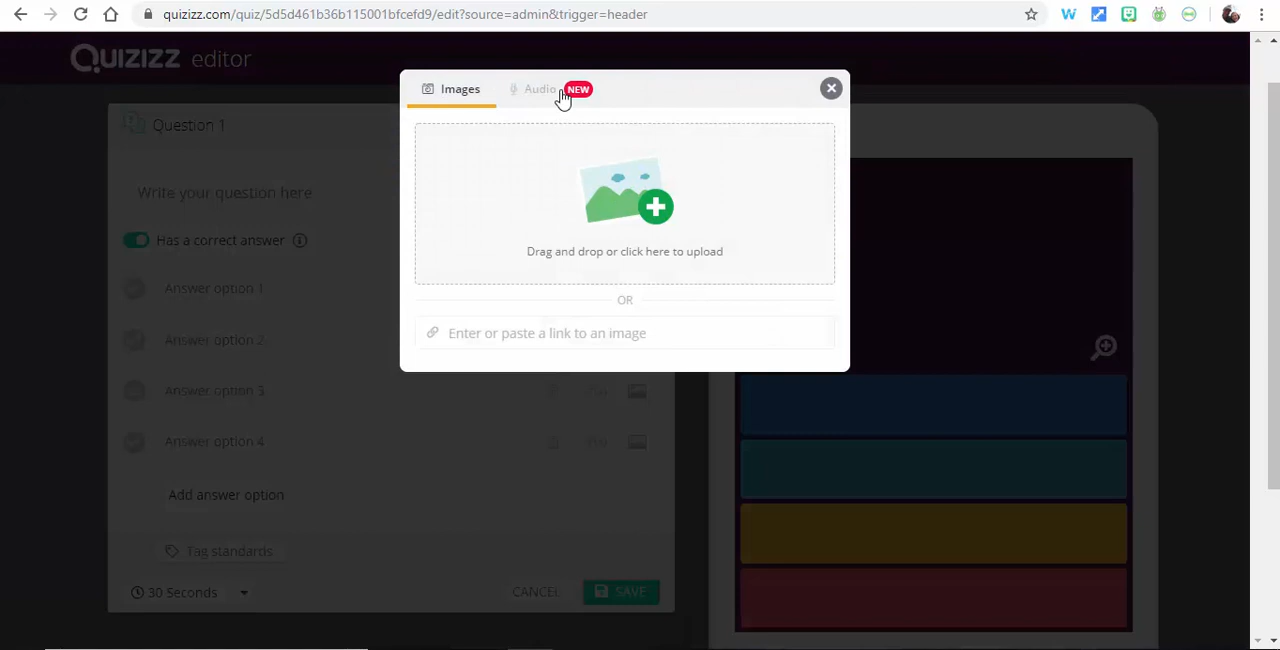 quizizz.com/quiz/5d5d461b36b115001bfcefd9/edit?source=admin&trigger=header
QUIZIZZ editor
Images Audio NEW
Question 1
Write your question here
Has a correct answer
Drag and drop or click here to upload
Answer option 1
OR
Enter or paste a link to an image
Answer option 2
Answer option 3
Answer option 4
Add answer option
Tag standards
30 Seconds CANCEL SAVE